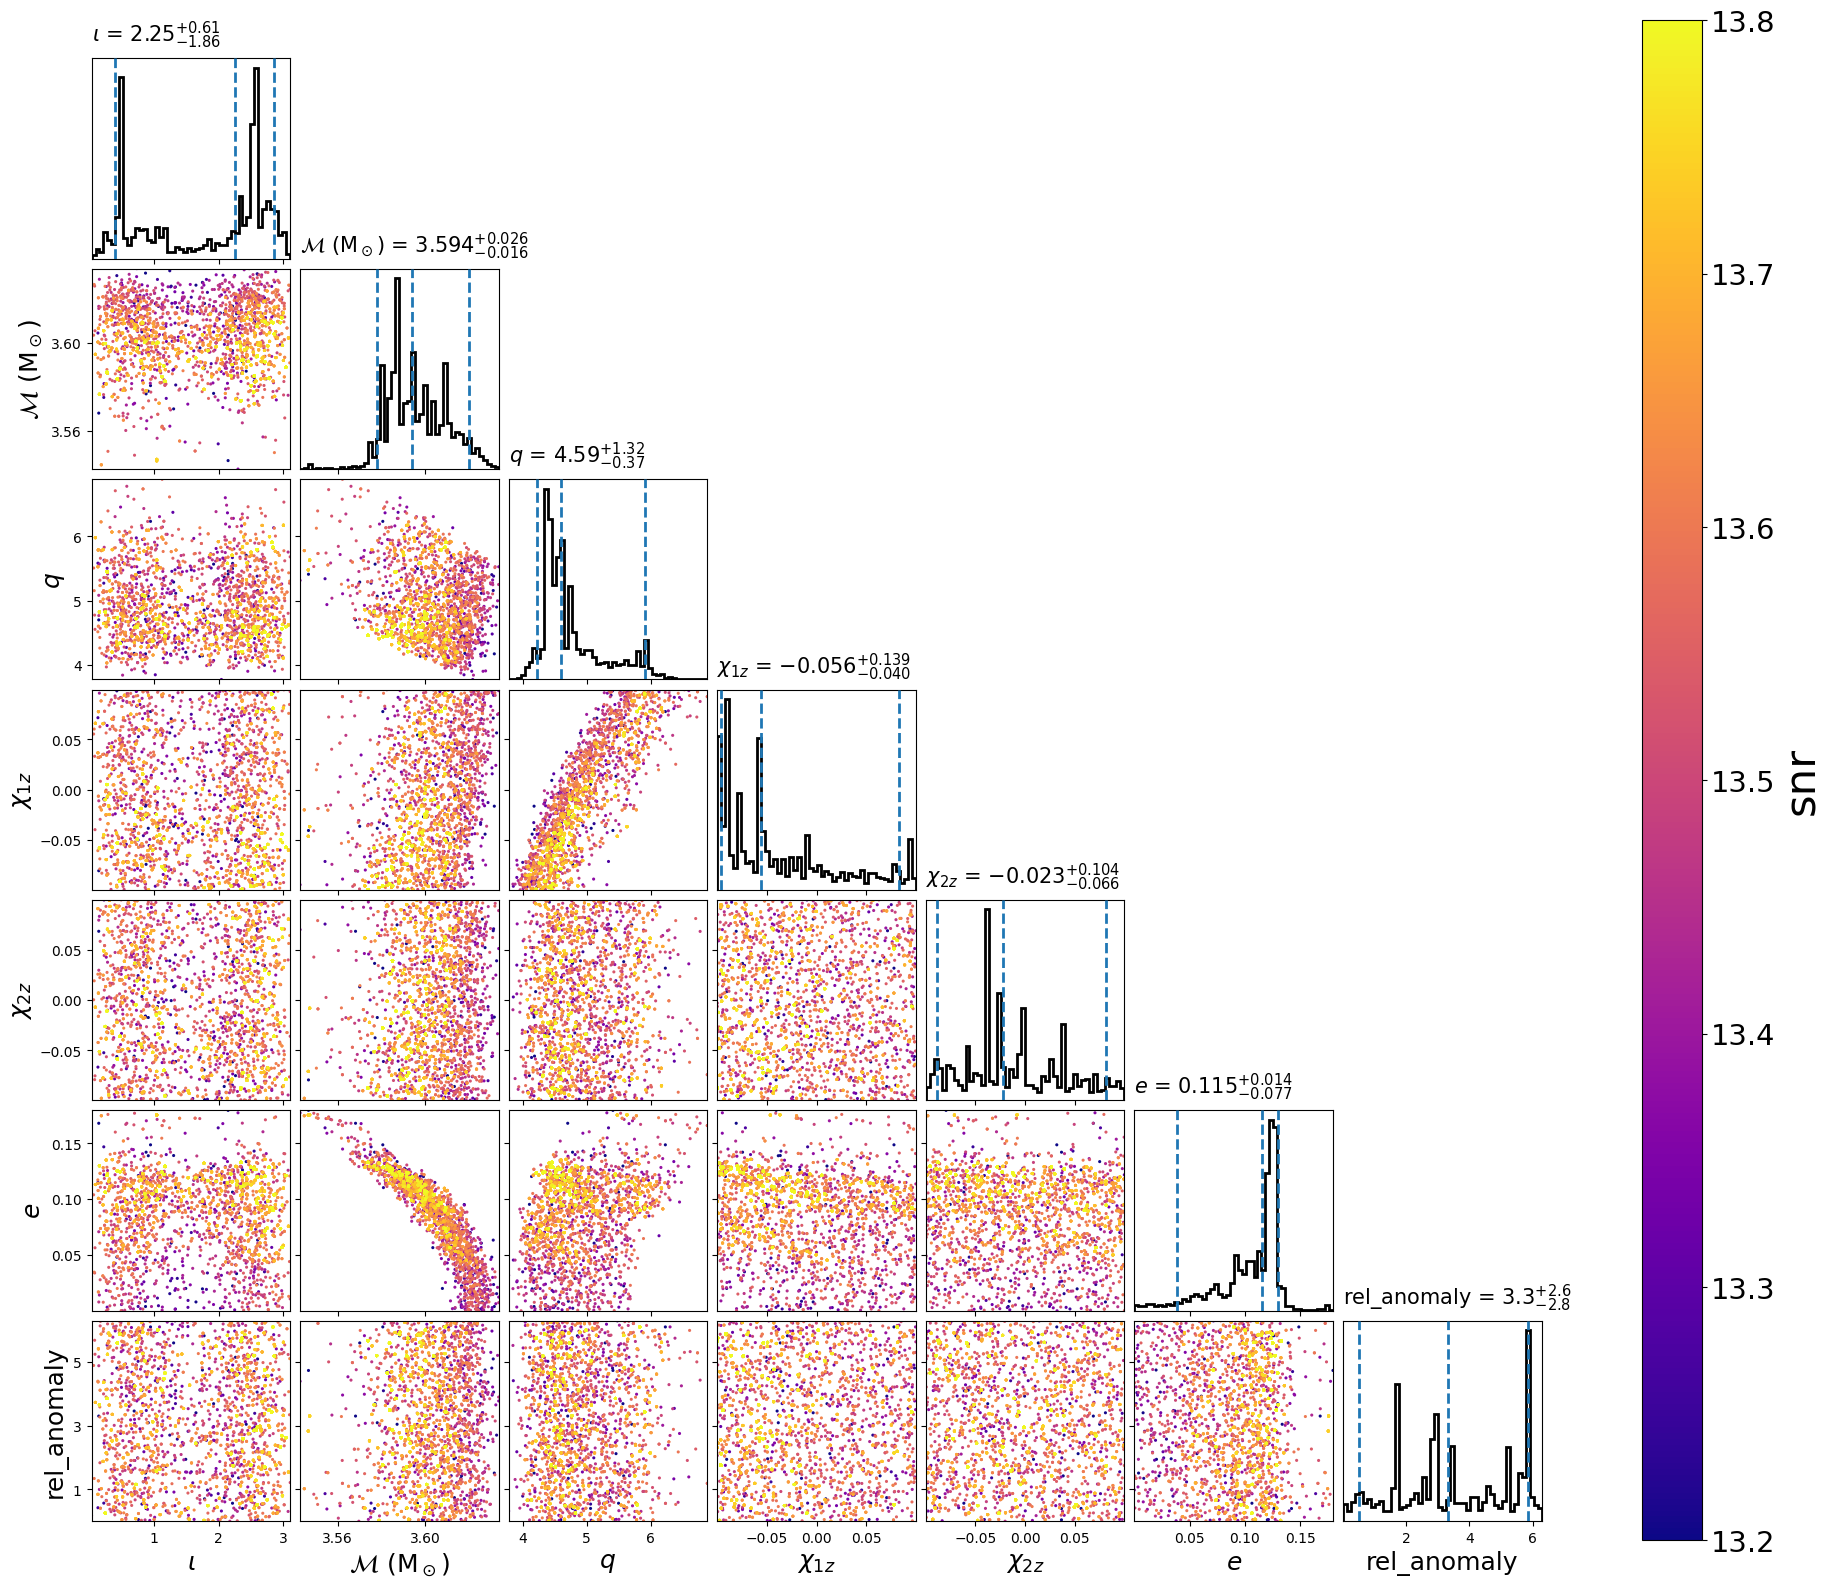 ι = 2.25 +0.61 −1.86
13.8
ℳ (M⊙) = 3.594 +0.026 −0.016
13.7
ℳ (M⊙)
3.60
3.56
q = 4.59 +1.32 −0.37
13.6
q
6
5
4
χ1z = −0.056 +0.139 −0.040
13.5
snr
χ1z
0.05
0.00
−0.05
χ2z = −0.023 +0.104 −0.066
13.4
χ2z
0.05
0.00
−0.05
e = 0.115 +0.014 −0.077
13.3
e
0.15
0.10
0.05
rel_anomaly = 3.3 +2.6 −2.8
rel_anomaly
5
3
1
13.2
1 2 3 3.56 3.60 4 5 6 −0.05 0.00 0.05 −0.05 0.00 0.05 0.05 0.10 0.15 2 4 6
ι ℳ (M⊙) q χ1z χ2z e rel_anomaly